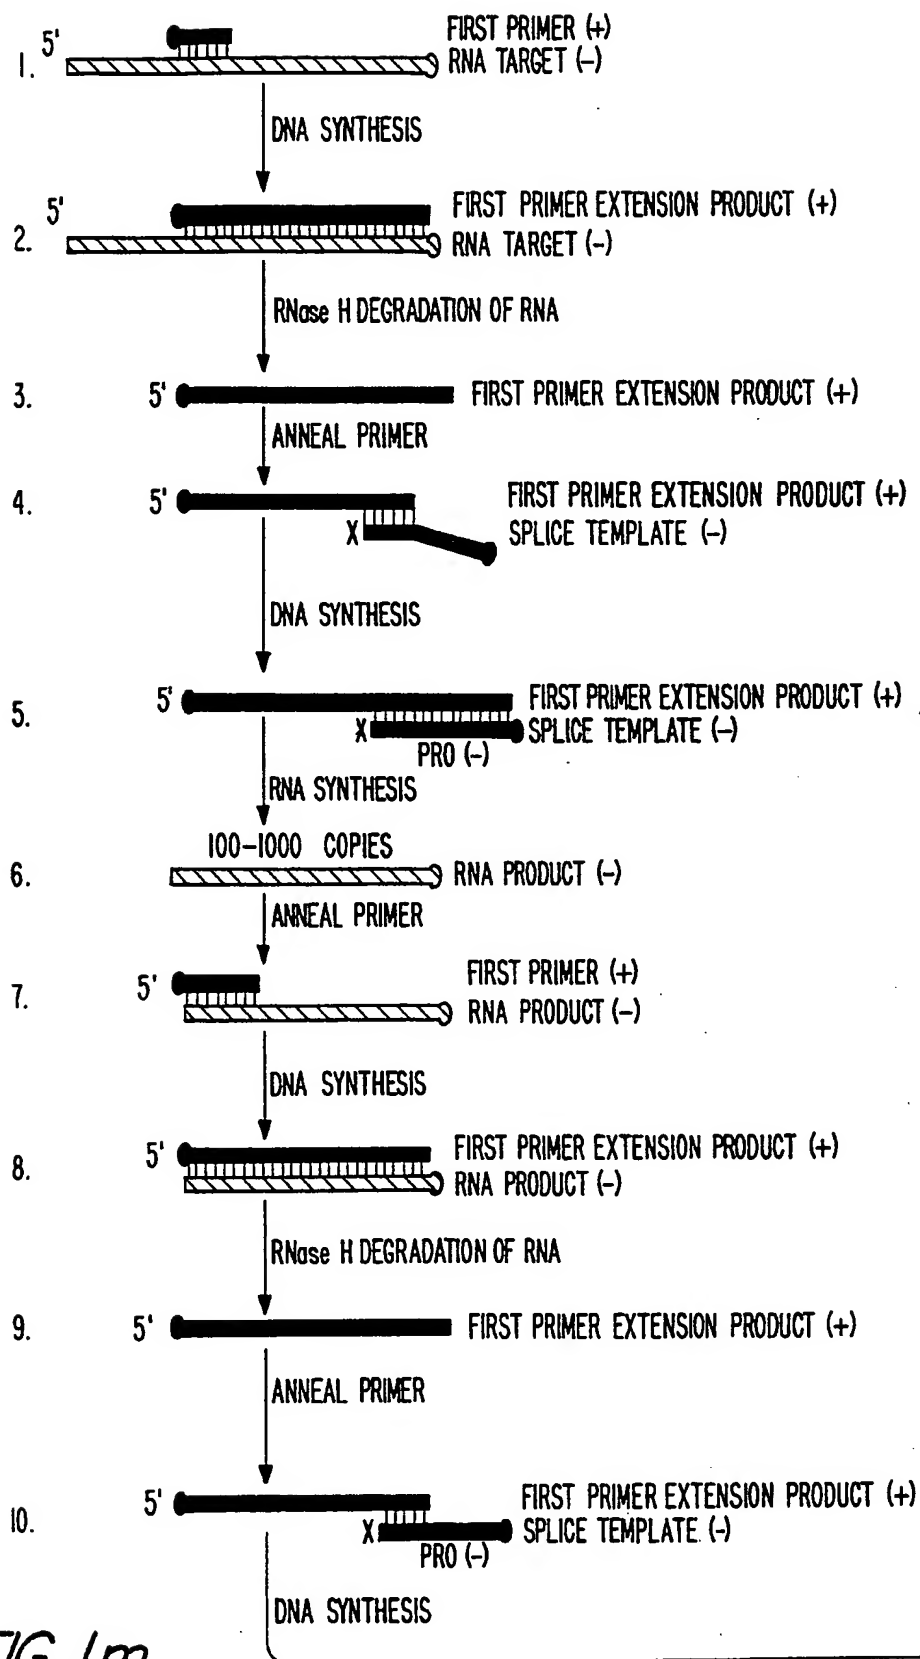 5'
FIRST PRIMER (+)
1.
RNA TARGET (-)
DNA SYNTHESIS
5'
FIRST PRIMER EXTENSION PRODUCT (+)
2.
RNA TARGET (-)
RNase H DEGRADATION OF RNA
3.
5'
FIRST PRIMER EXTENSION PRODUCT (+)
ANNEAL PRIMER
4.
5'
FIRST PRIMER EXTENSION PRODUCT (+)
X
SPLICE TEMPLATE (-)
DNA SYNTHESIS
5.
5'
FIRST PRIMER EXTENSION PRODUCT (+)
X
SPLICE TEMPLATE (-)
PRO (-)
RNA SYNTHESIS
100-1000 COPIES
6.
RNA PRODUCT (-)
ANNEAL PRIMER
7.
5'
FIRST PRIMER (+)
RNA PRODUCT (-)
DNA SYNTHESIS
8.
5'
FIRST PRIMER EXTENSION PRODUCT (+)
RNA PRODUCT (-)
RNase H DEGRADATION OF RNA
9.
5'
FIRST PRIMER EXTENSION PRODUCT (+)
ANNEAL PRIMER
10.
5'
FIRST PRIMER EXTENSION PRODUCT (+)
X
SPLICE TEMPLATE. (-)
PRO (-)
DNA SYNTHESIS
FIG. 1m